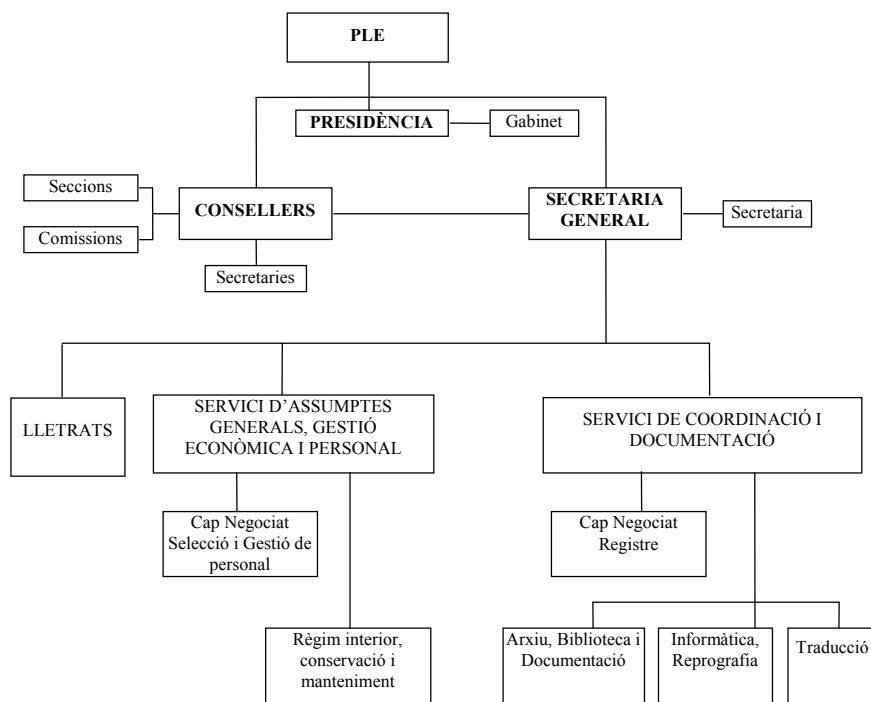 PLE
PRESIDÈNCIA
Gabinet
Seccions
Comissions
CONSELLERS
Secretaries
SECRETARIA
GENERAL
Secretaria
LLETRATS
SERVICI D'ASSUMPTES
GENERALS, GESTIÓ
ECONÒMICA I PERSONAL
SERVICI DE COORDINACIÓ I
DOCUMENTACIÓ
Cap Negociat
Selecció i Gestió de
personal
Cap Negociat
Registre
Règim interior,
conservació i
manteniment
Arxiu, Biblioteca i
Documentació
Informàtica,
Reprografia
Traducció